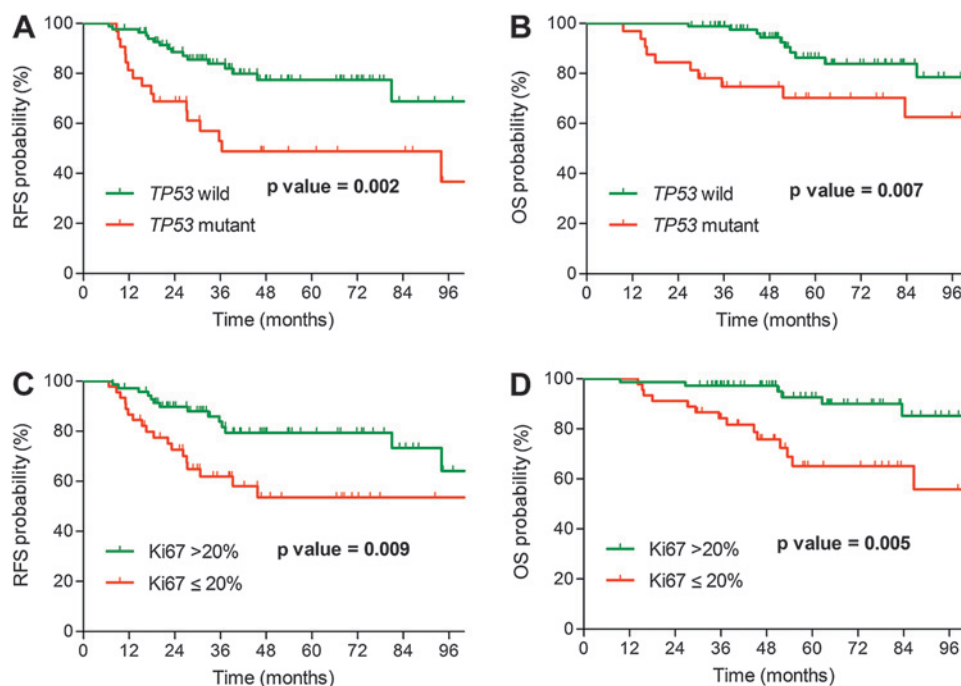 A
RFS probability (%)
100
80
60
40
20
0
TP53 wild
TP53 mutant
p value = 0.002
0 12 24 36 48 60 72 84 96
Time (months)
B
OS probability (%)
100
80
60
40
20
0
TP53 wild
TP53 mutant
p value = 0.007
0 12 24 36 48 60 72 84 96
Time (months)
C
RFS probability (%)
100
80
60
40
20
0
Ki67 >20%
Ki67 ≤ 20%
p value = 0.009
0 12 24 36 48 60 72 84 96
Time (months)
D
OS probability (%)
100
80
60
40
20
0
Ki67 >20%
Ki67 ≤ 20%
p value = 0.005
0 12 24 36 48 60 72 84 96
Time (months)